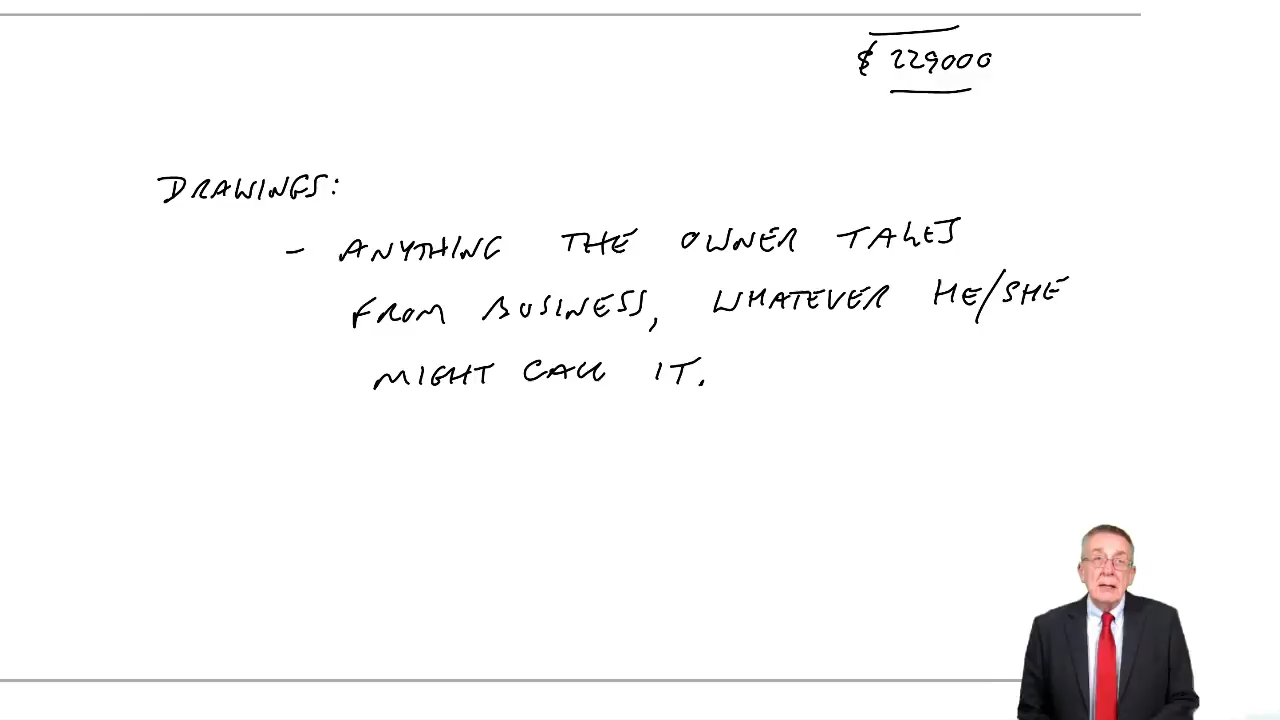 $ 229000
DRAWINGS:
- ANYTHING THE OWNER TAKES
FROM BUSINESS, WHATEVER HE/SHE
MIGHT CALL IT.